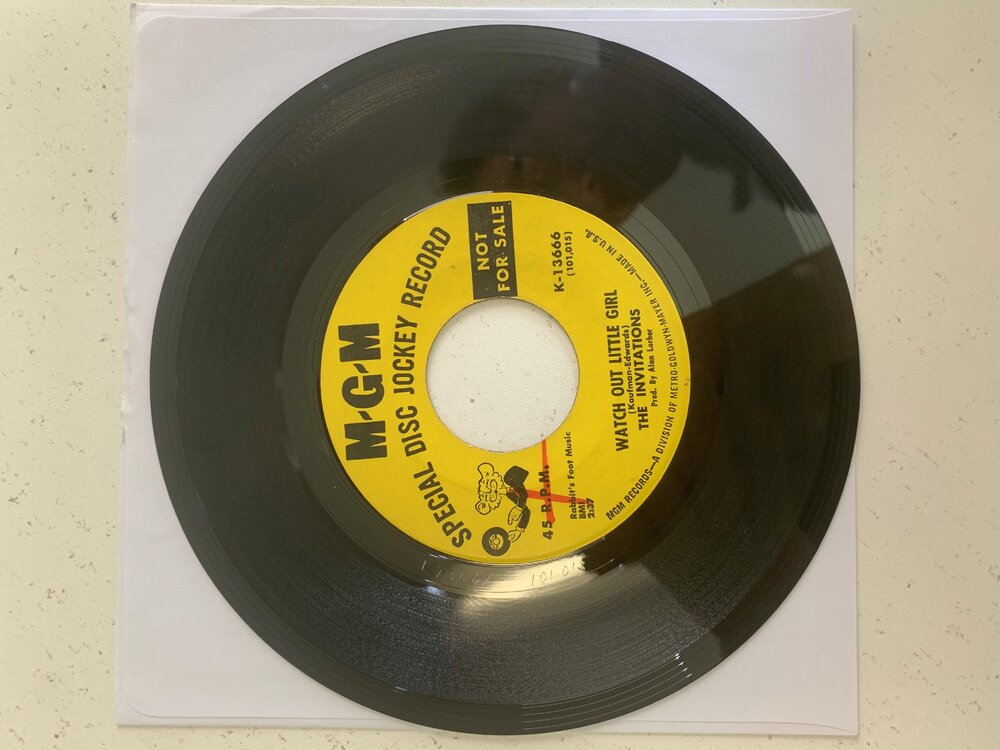 M-G-M
SPECIAL DISC JOCKEY RECORD
NOT
FOR SALE
K-13666
(101,015)
45 R.P.M.
Rabbit's Foot Music
BMI
2:37
WATCH OUT LITTLE GIRL
(Kaufman-Edwards)
THE INVITATIONS
Prod. By Alan Lorber
MGM RECORDS—A DIVISION OF METRO-GOLDWYN-MAYER INC.—MADE IN U.S.A.
101 015